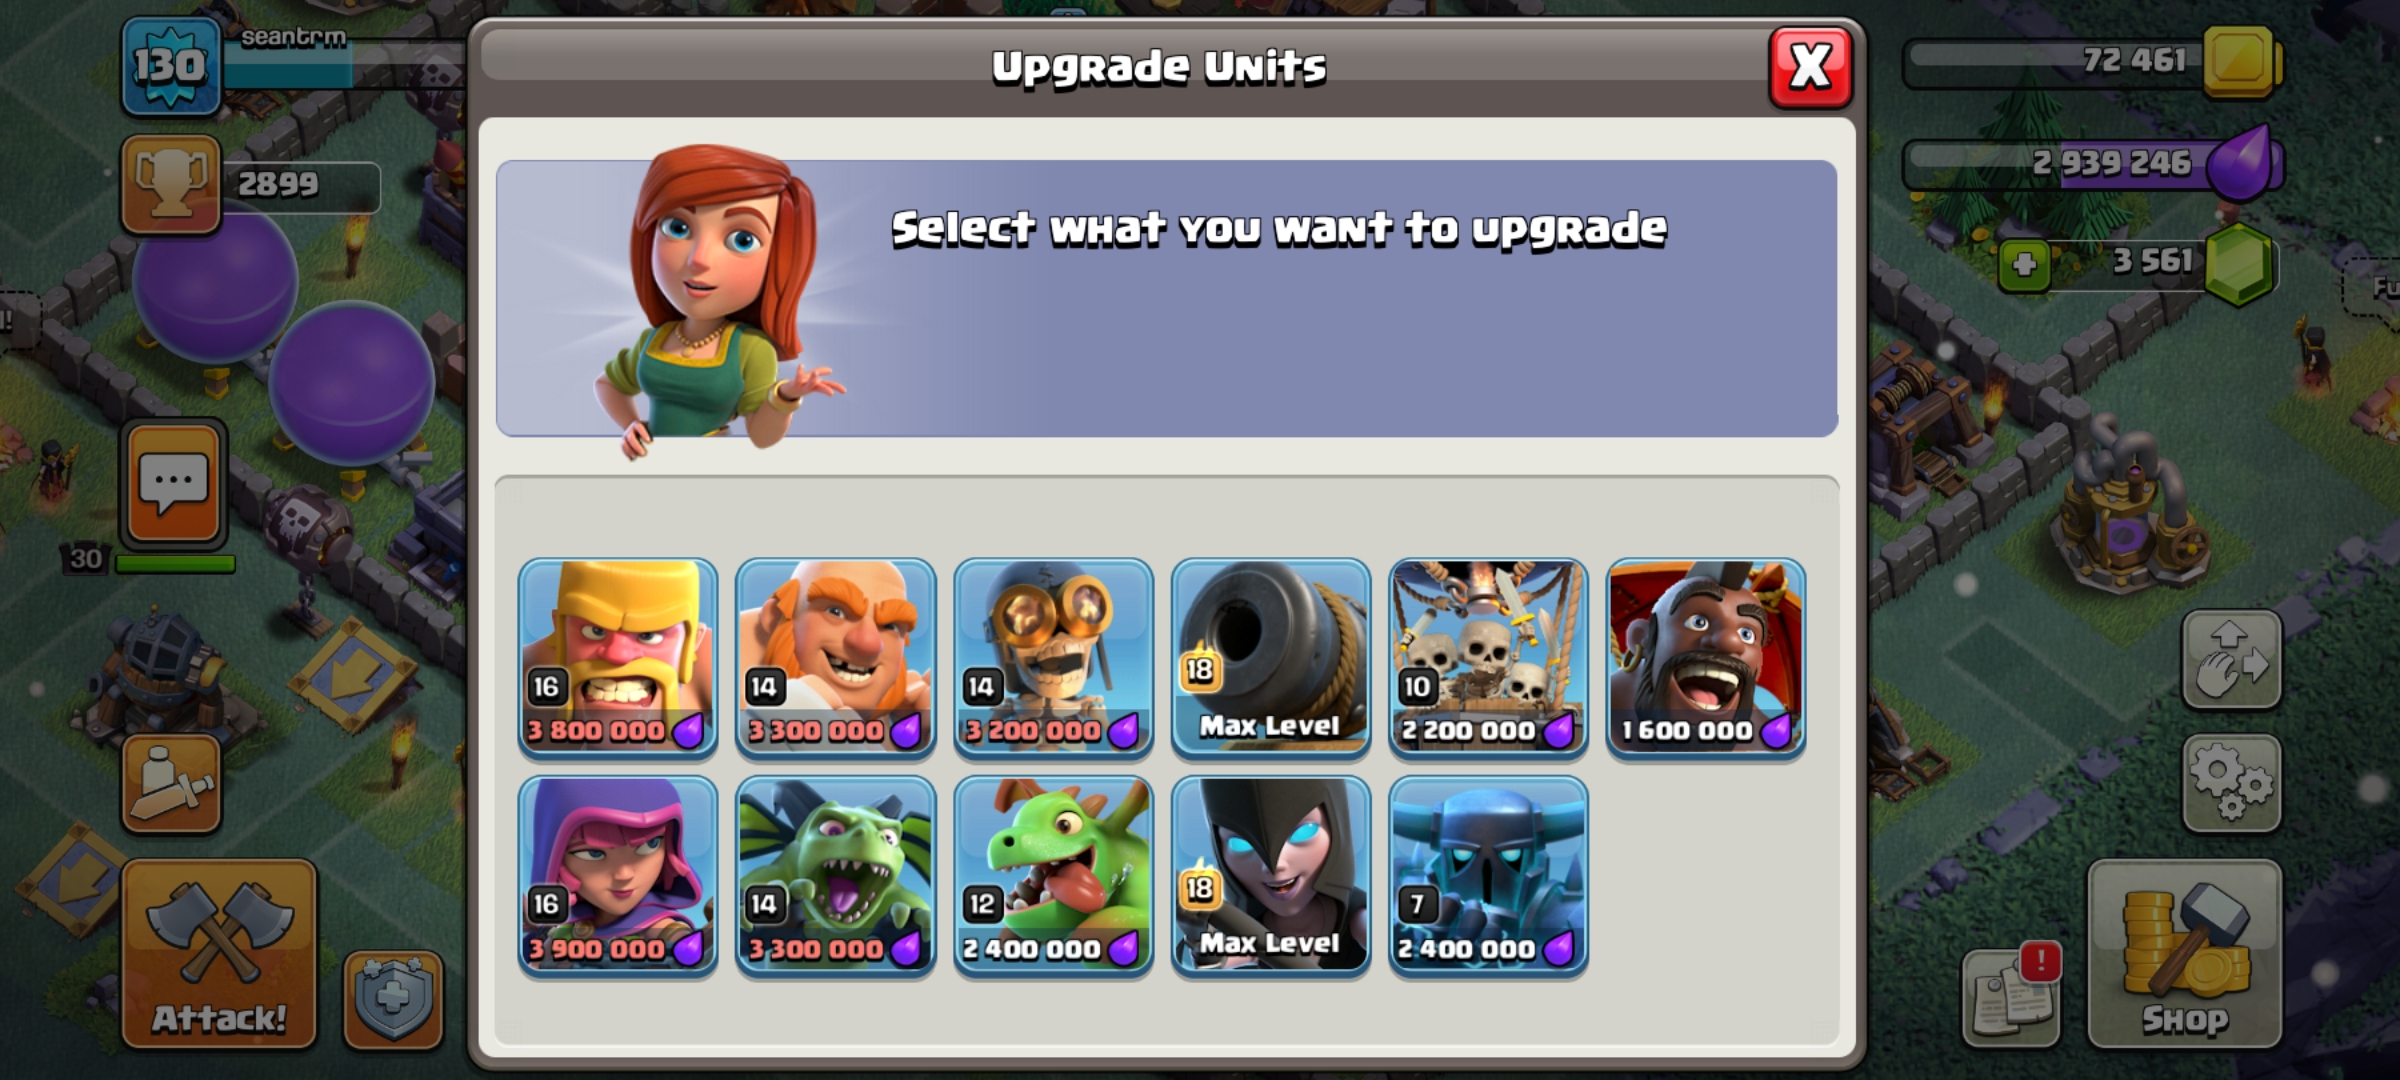 130
seantrm
2899
Upgrade Units
X
72 461
2 939 246
3 561
Select what you want to upgrade
30
16
3 800 000
14
3 300 000
14
3 200 000
18
Max Level
10
2 200 000
1 600 000
16
3 900 000
14
3 300 000
12
2 400 000
18
Max Level
7
2 400 000
Attack!
!
Shop